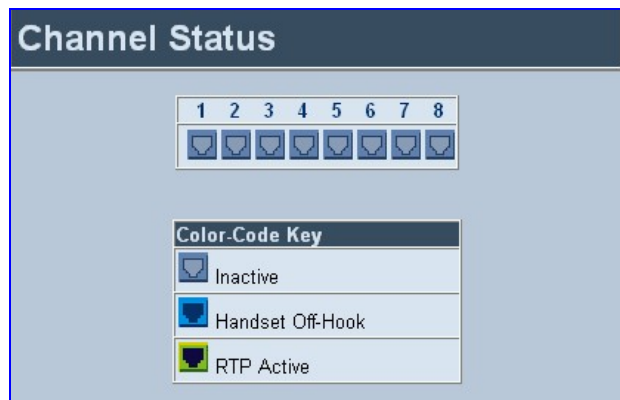 Channel Status
1 2 3 4 5 6 7 8
Color-Code Key
Inactive
Handset Off-Hook
RTP Active